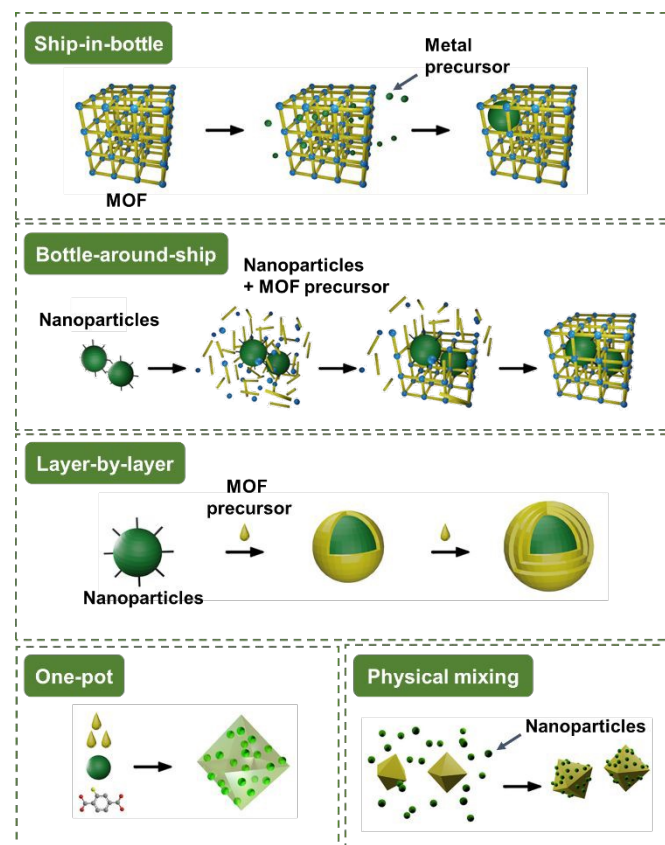 Ship-in-bottle
Metal
precursor
MOF
Bottle-around-ship
Nanoparticles
+ MOF precursor
Nanoparticles
Layer-by-layer
MOF
precursor
Nanoparticles
One-pot
Physical mixing
Nanoparticles